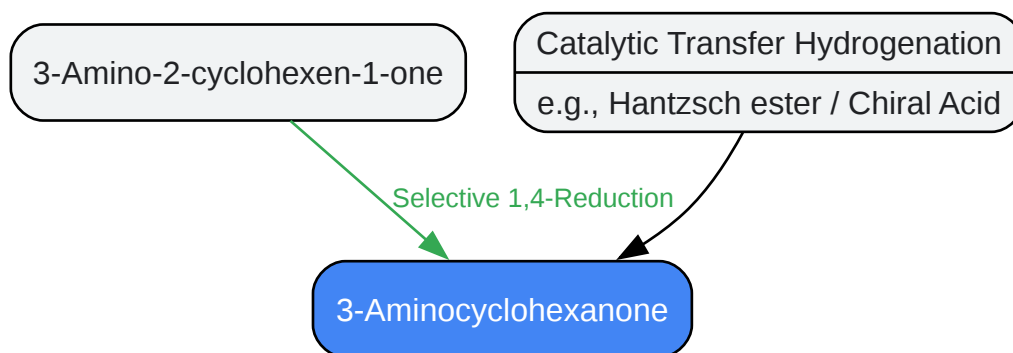 3-Amino-2-cyclohexen-1-one
Catalytic Transfer Hydrogenation
e.g., Hantzsch ester / Chiral Acid
Selective 1,4-Reduction
3-Aminocyclohexanone